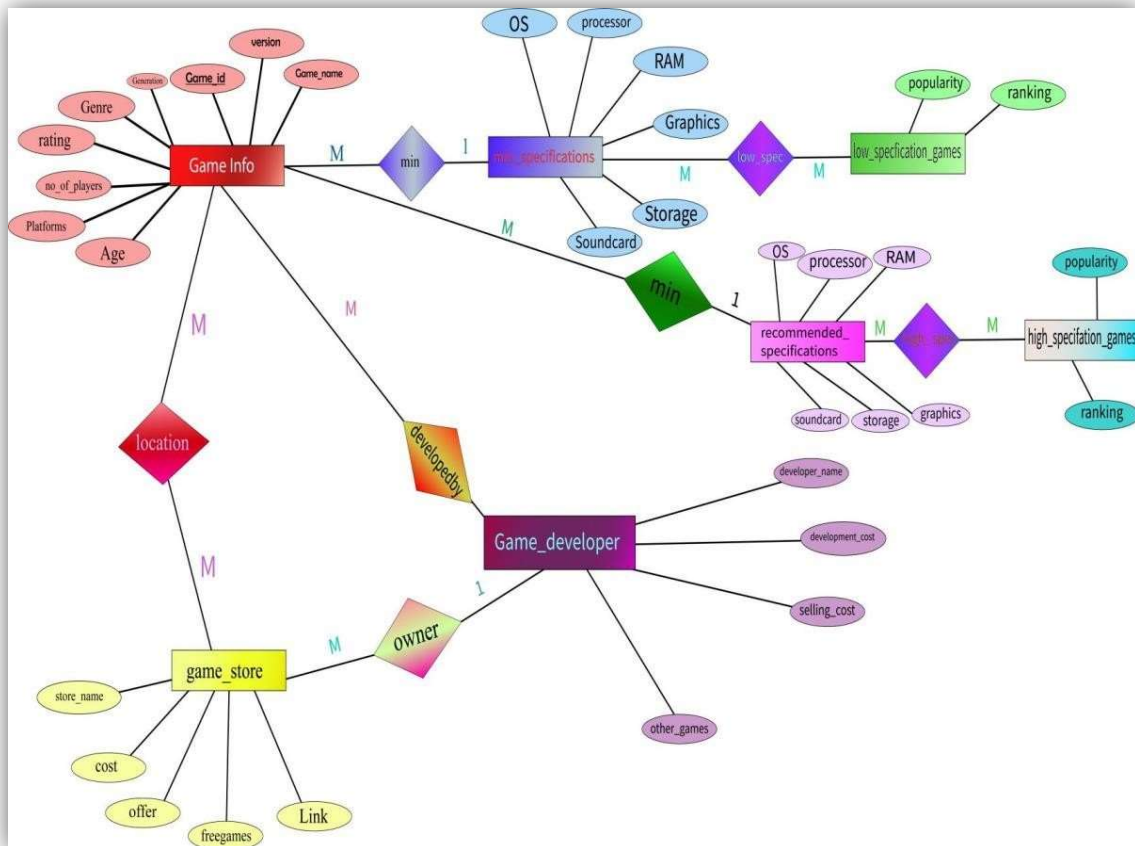 OS
processor
version
Game_id
Game_name
Generation
RAM
popularity
ranking
Genre
rating
Graphics
Game Info
M
min
1
min_specifications
M
low_spec
M
low_specfication_games
no_of_players
Platforms
Age
Storage
Soundcard
M
OS
processor
RAM
popularity
min
1
recommended_
specifications
M
high_spec
M
high_specifation_games
M
M
soundcard
storage
graphics
ranking
location
developedby
developer_name
Game_developer
development_cost
M
1
selling_cost
owner
M
game_store
store_name
other_games
cost
offer
freegames
Link